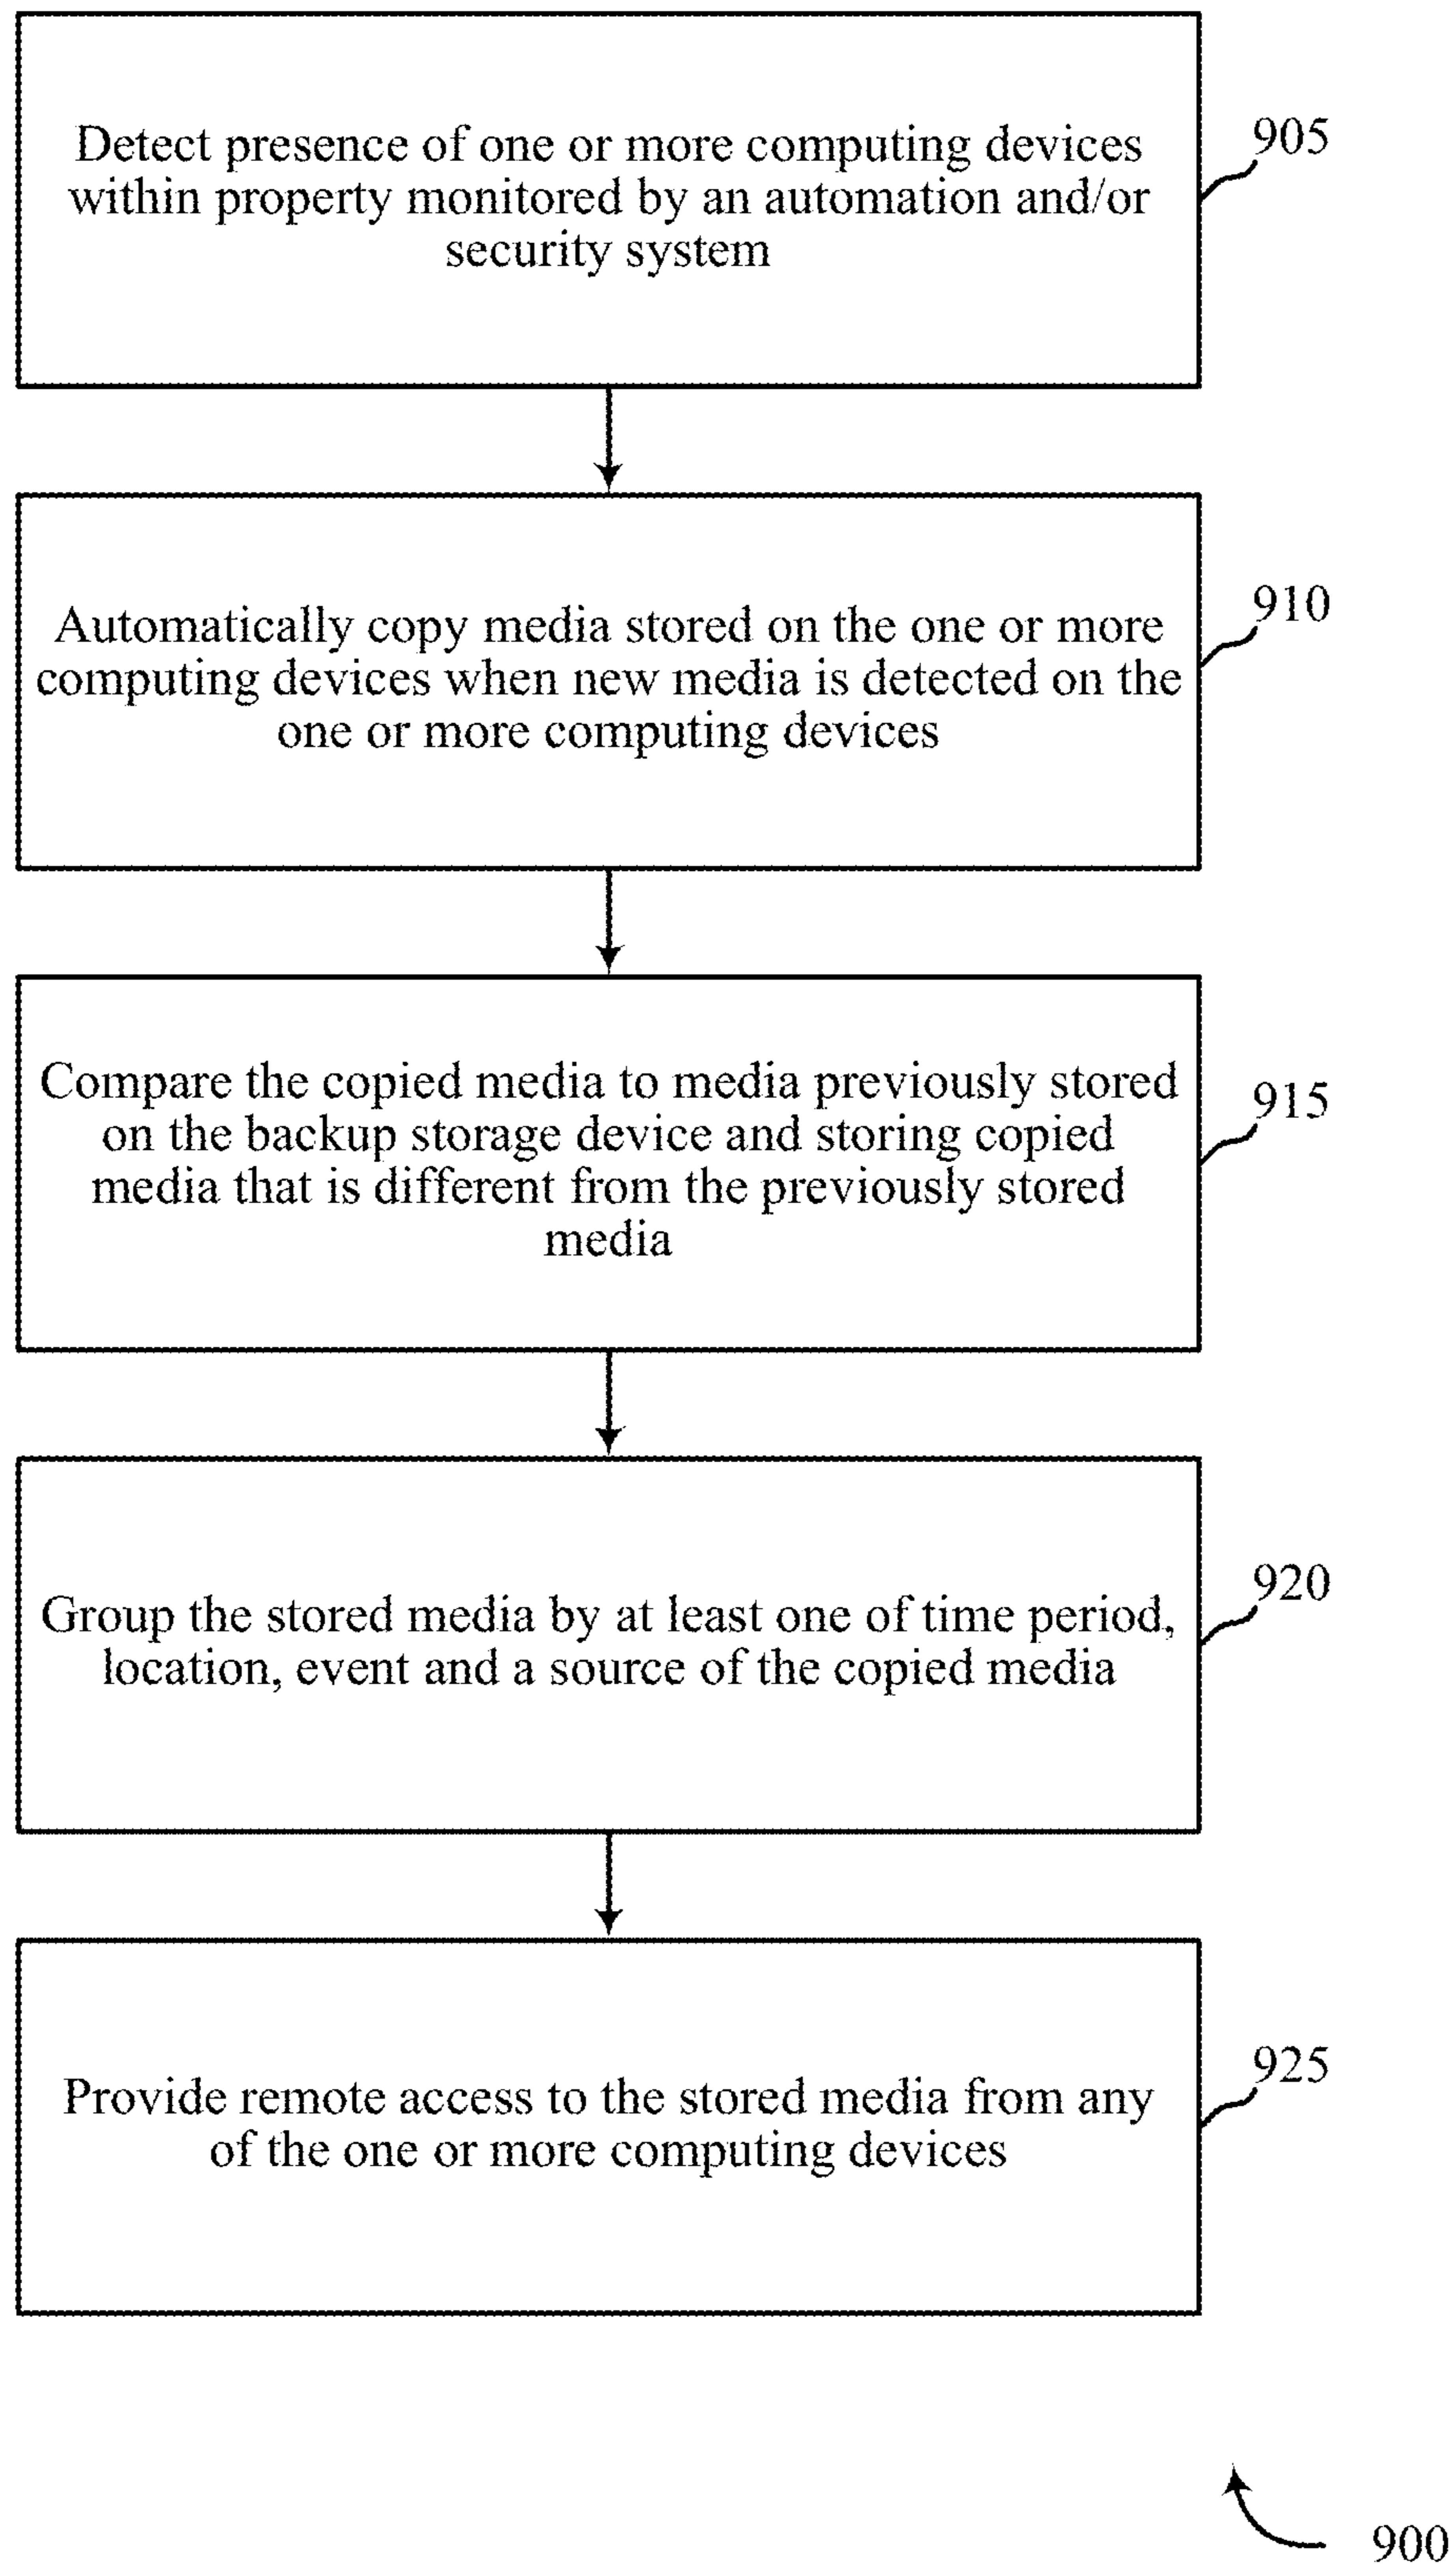 Detect presence of one or more computing devices
within property monitored by an automation and/or
security system
905
Automatically copy media stored on the one or more
computing devices when new media is detected on the
one or more computing devices
910
Compare the copied media to media previously stored
on the backup storage device and storing copied
media that is different from the previously stored
media
915
Group the stored media by at least one of time period,
location, event and a source of the copied media
920
Provide remote access to the stored media from any
of the one or more computing devices
925
900